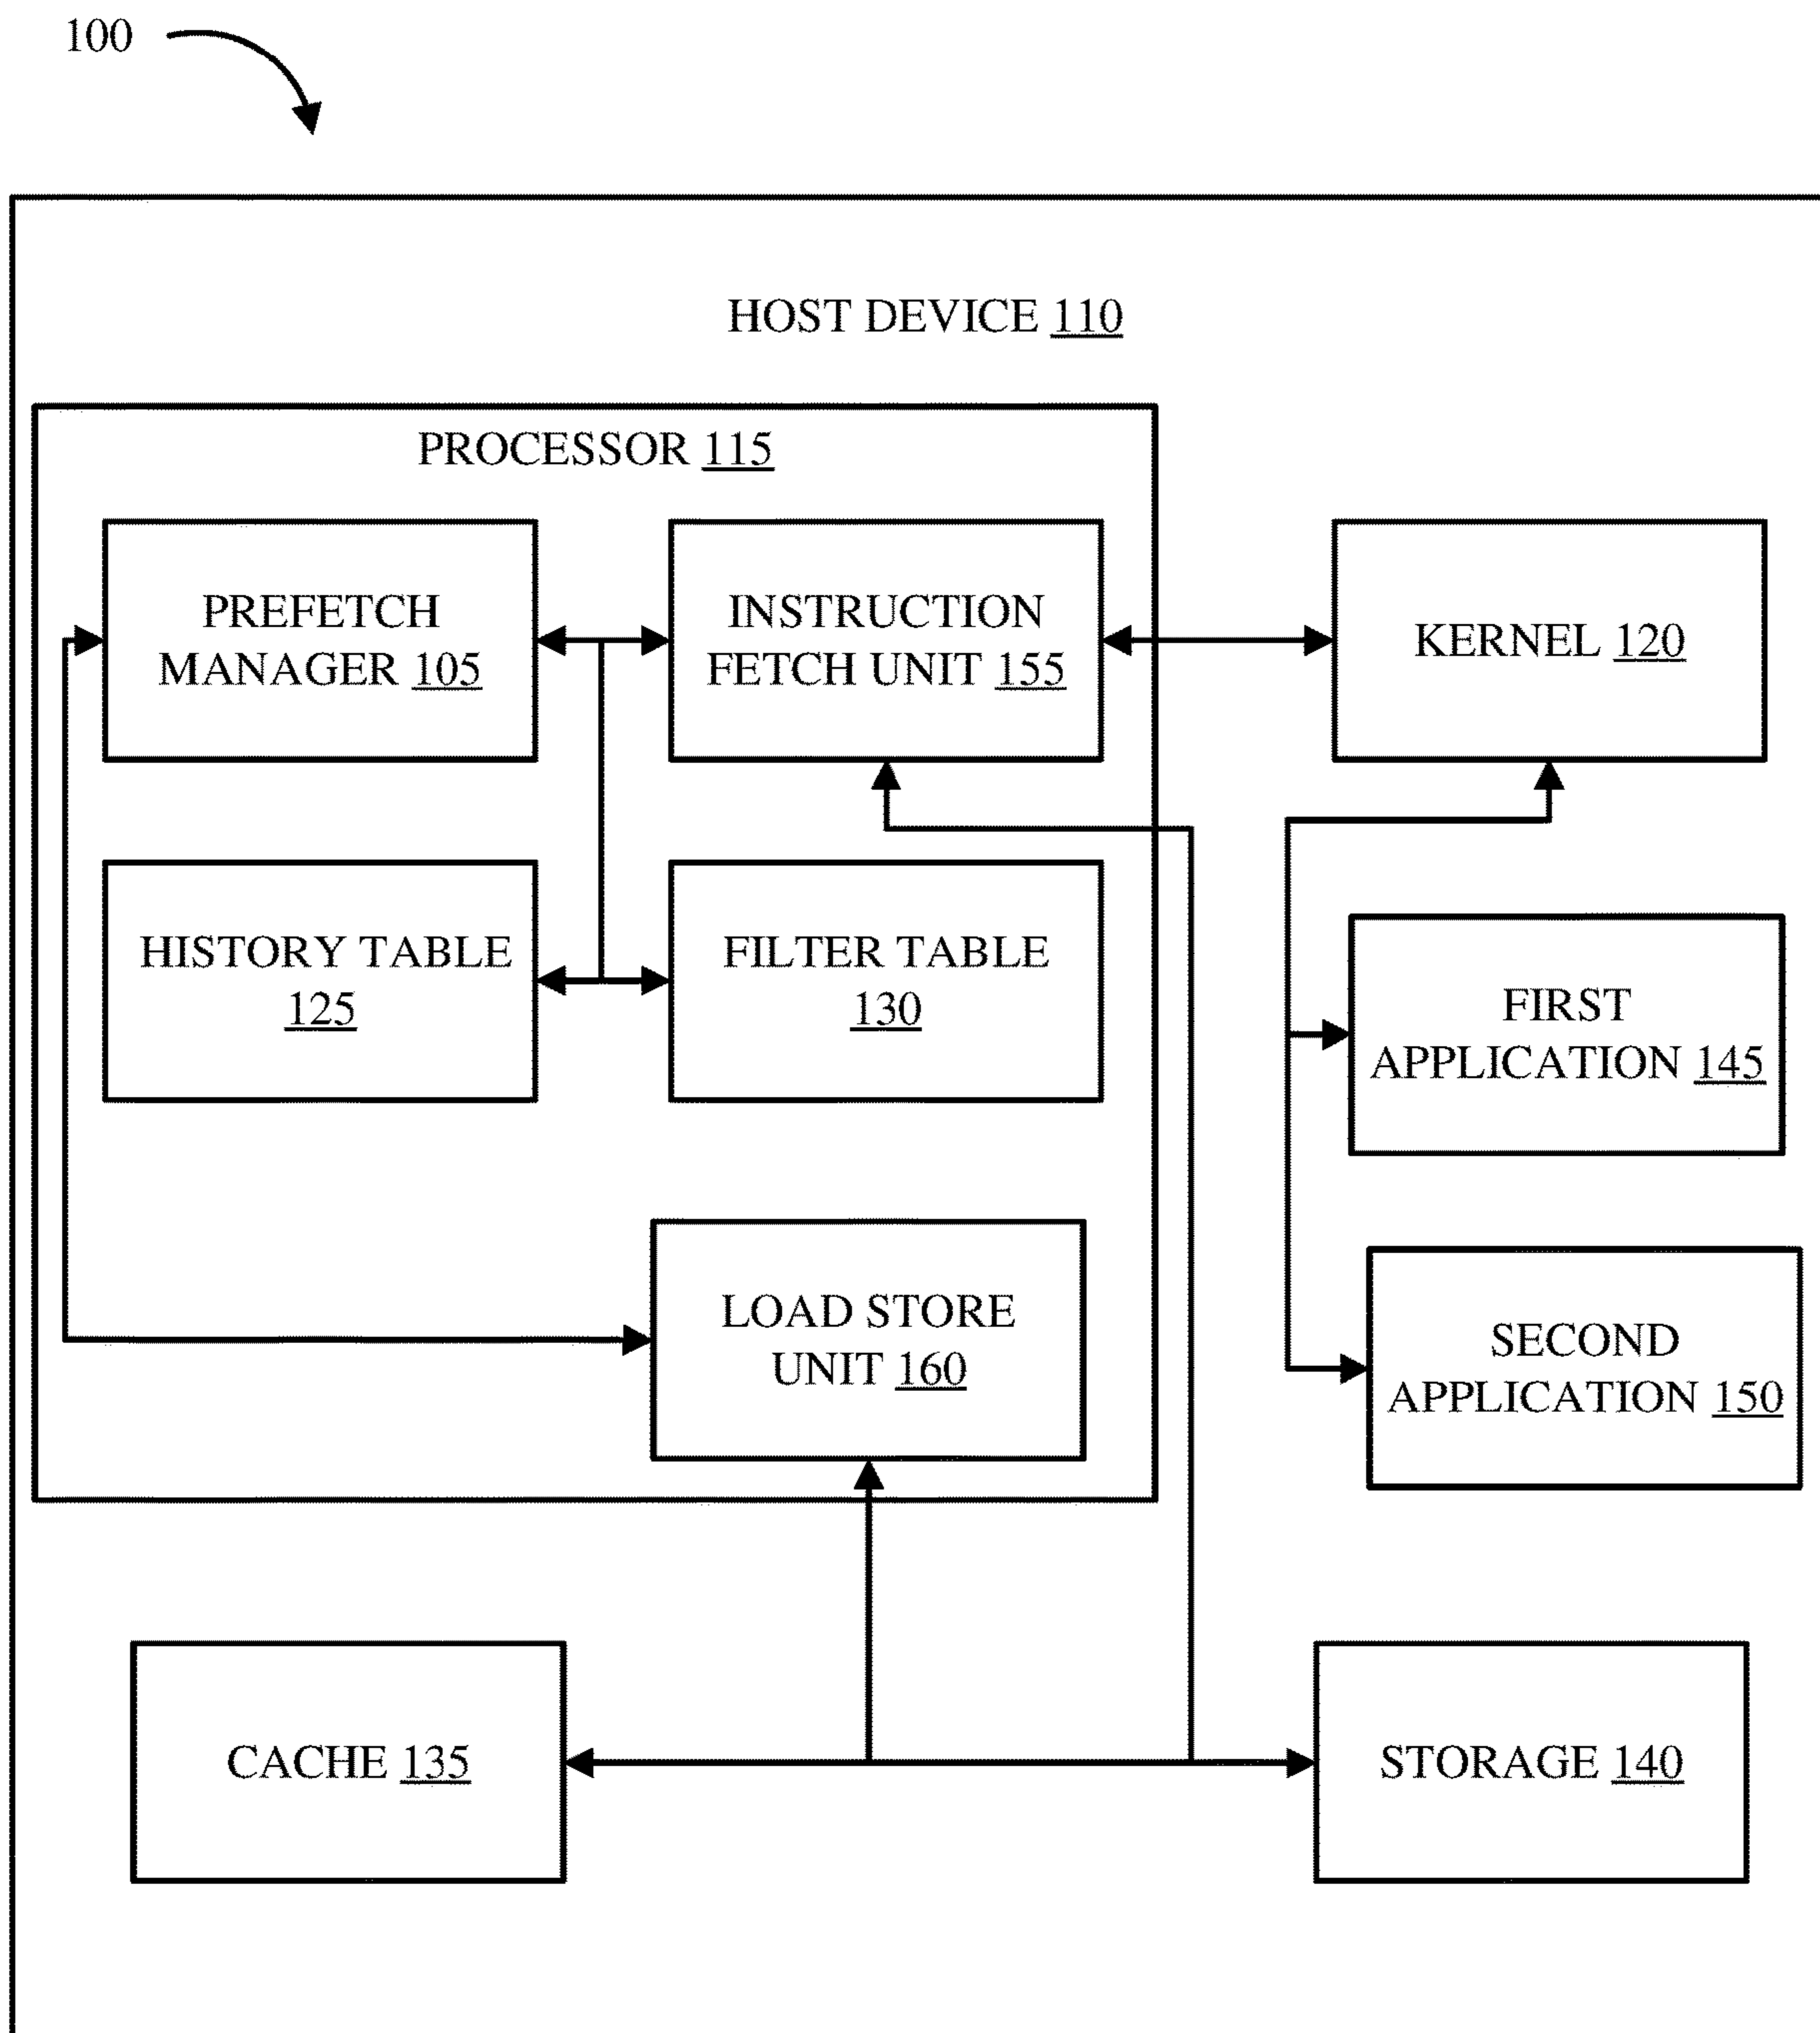 100
HOST DEVICE 110
PROCESSOR 115
PREFETCH
MANAGER 105
INSTRUCTION
FETCH UNIT 155
KERNEL 120
HISTORY TABLE
125
FILTER TABLE
130
FIRST
APPLICATION 145
LOAD STORE
UNIT 160
SECOND
APPLICATION 150
CACHE 135
STORAGE 140